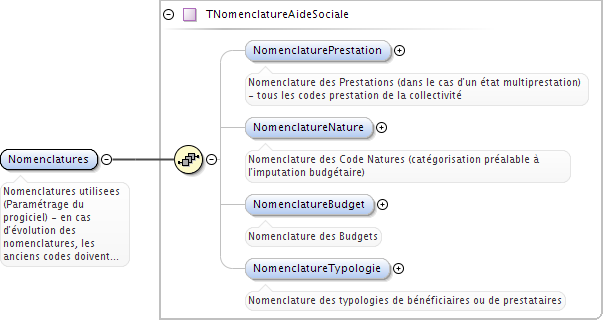 TNomenclatureAideSociale
NomenclaturePrestation
Nomenclature des Prestations (dans le cas d'un état multiprestation)
– tous les codes prestation de la collectivité
NomenclatureNature
Nomenclature des Code Natures (catégorisation préalable à
l'imputation budgétaire)
Nomenclatures
Nomenclatures utilisees
(Paramétrage du
progiciel) – en cas
d'évolution des
nomenclatures, les
anciens codes doivent...
NomenclatureBudget
Nomenclature des Budgets
NomenclatureTypologie
Nomenclature des typologies de bénéficiaires ou de prestataires